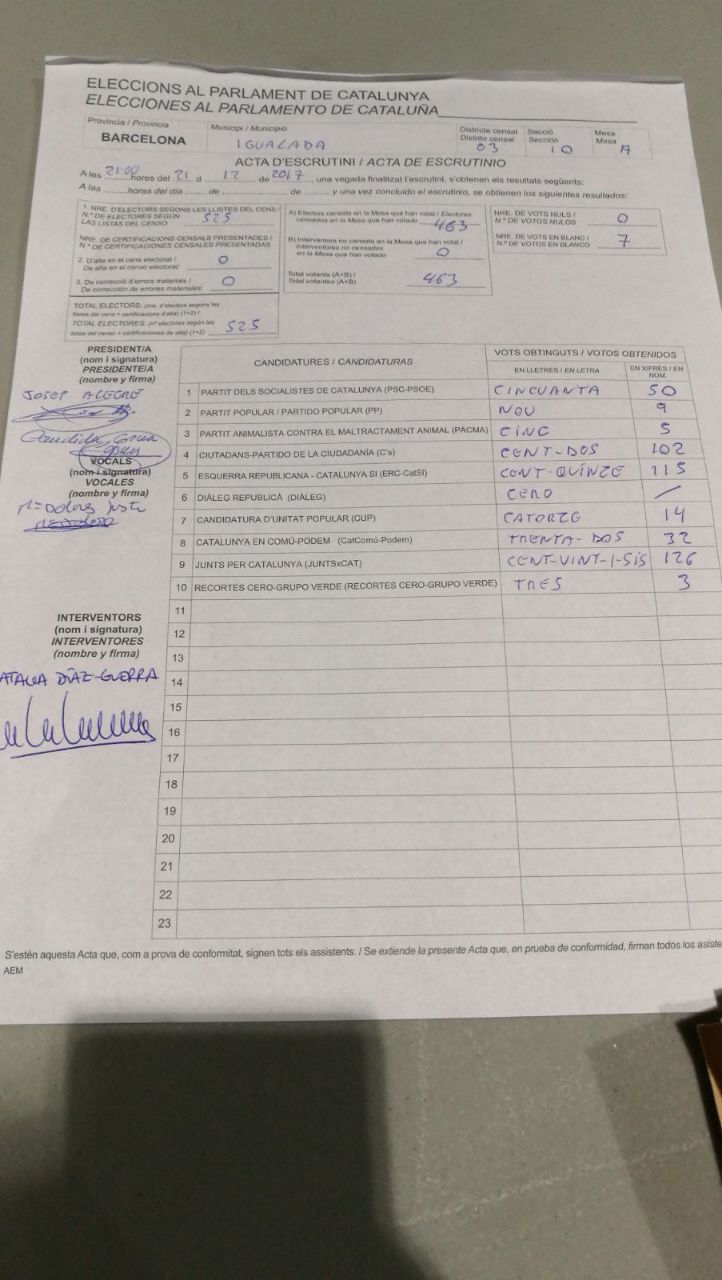 ELECCIONS AL PARLAMENT DE CATALUNYA
ELECCIONES AL PARLAMENTO DE CATALUÑA
Provincia / Provincia
BARCELONA
Municipi / Municipio
IGUALADA
Districte censal
Distrito censal
03
Secció
Sección
10
Mesa
Mesa
A
ACTA D'ESCRUTINI / ACTA DE ESCRUTINIO
A les 21:00 hores del 21 d 12 de 2017, una vegada finalitzat l'escrutini, s'obtenen els resultats següents:
A las ........horas del día ............ de .................... de ............ y una vez concluido el escrutinio, se obtienen los siguientes resultados:
1. NRE. D'ELECTORS SEGONS LES LLISTES DEL CENS /
N.º DE ELECTORES SEGÚN
LAS LISTAS DEL CENSO
525
NRE. DE CERTIFICACIONS CENSALS PRESENTADES /
N.º DE CERTIFICACIONES CENSALES PRESENTADAS
2. D'alta en el cens electoral /
De alta en el censo electoral:
0
3. De correcció d'errors materials /
De corrección de errores materiales:
0
TOTAL ELECTORS: (nre. d'electors segons les
llistes del cens + certificacions d'alta) (1+2) /
TOTAL ELECTORES: (nº electores según las
listas del censo + certificaciones de alta) (1+2)
525
A) Electors censats en la Mesa que han votat / Electores
censados en la Mesa que han votado
463
B) Interventors no censats en la Mesa que han votat /
Interventores no censados
en la Mesa que han votado
0
Total votants (A+B) /
Total votantes (A+B)
463
NRE. DE VOTS NULS /
N.º DE VOTOS NULOS
0
NRE. DE VOTS EN BLANC /
N.º DE VOTOS EN BLANCO
7
PRESIDENT/A
(nom i signatura)
PRESIDENTE/A
(nombre y firma)
JOSEP ALEGRE
VOCALS
(nom i signatura)
VOCALES
(nombre y firma)
Mª Dolors
INTERVENTORS
(nom i signatura)
INTERVENTORES
(nombre y firma)
ATALIA DÍAZ-GUERRA
CANDIDATURES / CANDIDATURAS
VOTS OBTINGUTS / VOTOS OBTENIDOS
EN LLETRES / EN LETRA
EN XIFRES / EN
NÚM.
1 PARTIT DELS SOCIALISTES DE CATALUNYA (PSC-PSOE) CINCUANTA 50
2 PARTIT POPULAR / PARTIDO POPULAR (PP) NOU 9
3 PARTIT ANIMALISTA CONTRA EL MALTRACTAMENT ANIMAL (PACMA) CINC 5
4 CIUTADANS-PARTIDO DE LA CIUDADANÍA (C's) CENT-DOS 102
5 ESQUERRA REPUBLICANA - CATALUNYA SI (ERC-CatSí) CENT-QUINZE 115
6 DIÀLEG REPUBLICÀ (DIÀLEG) CERO /
7 CANDIDATURA D'UNITAT POPULAR (CUP) CATORZE 14
8 CATALUNYA EN COMÚ-PODEM (CatComú-Podem) TRENTA-DOS 32
9 JUNTS PER CATALUNYA (JUNTSxCAT) CENT-VINT-I-SIS 126
10 RECORTES CERO-GRUPO VERDE (RECORTES CERO-GRUPO VERDE) TRES 3
11
12
13
14
15
16
17
18
19
20
21
22
23
S'estén aquesta Acta que, com a prova de conformitat, signen tots els assistents. / Se extiende la presente Acta que, en prueba de conformidad, firman todos los asiste
AEM